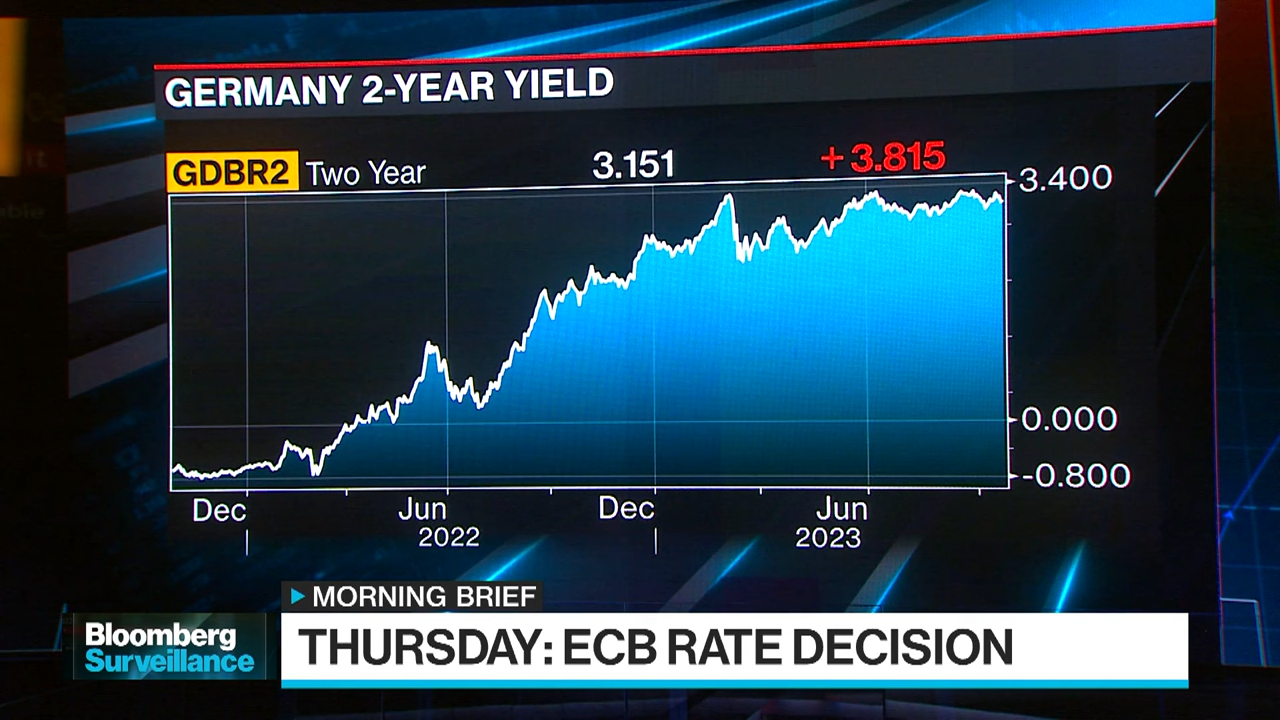 GERMANY 2-YEAR YIELD
GDBR2 Two Year 3.151 +3.815
3.400
0.000
-0.800
Dec Jun Dec Jun
2022 2023
MORNING BRIEF
Bloomberg
Surveillance
THURSDAY: ECB RATE DECISION